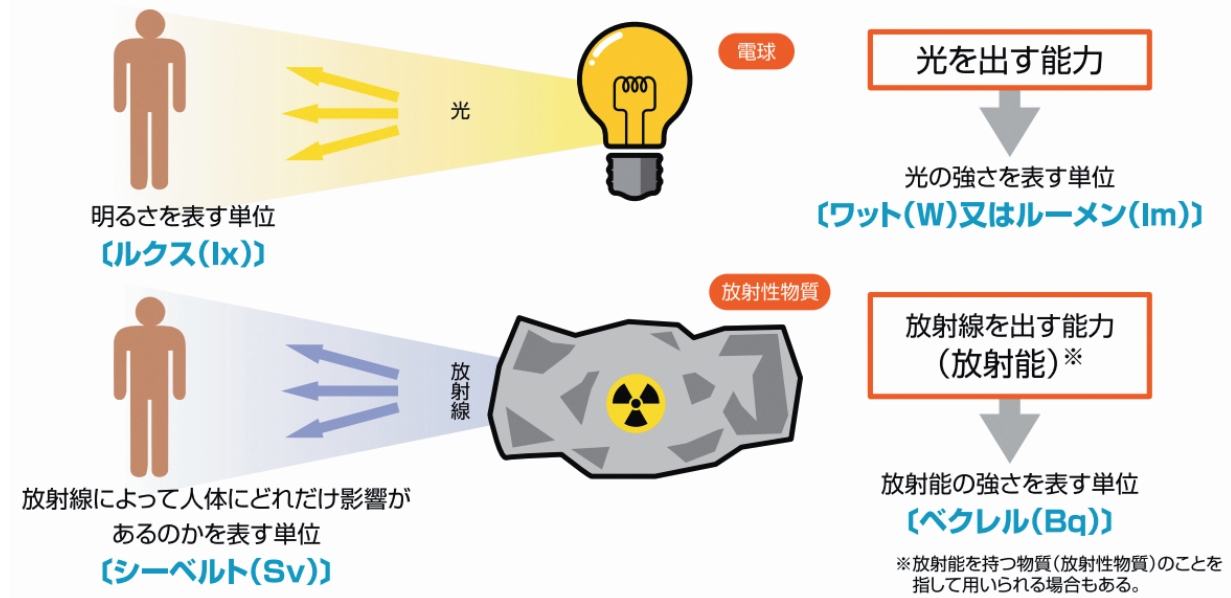 電球
光を出す能力
光
光の強さを表す単位
〔ワット(W)又はルーメン(lm)〕
明るさを表す単位
〔ルクス(lx)〕
放射性物質
放射線を出す能力
(放射能)※
放射線
放射能の強さを表す単位
〔ベクレル(Bq)〕
放射線によって人体にどれだけ影響が
あるのかを表す単位
〔シーベルト(Sv)〕
※放射能を持つ物質(放射性物質)のことを
指して用いられる場合もある。